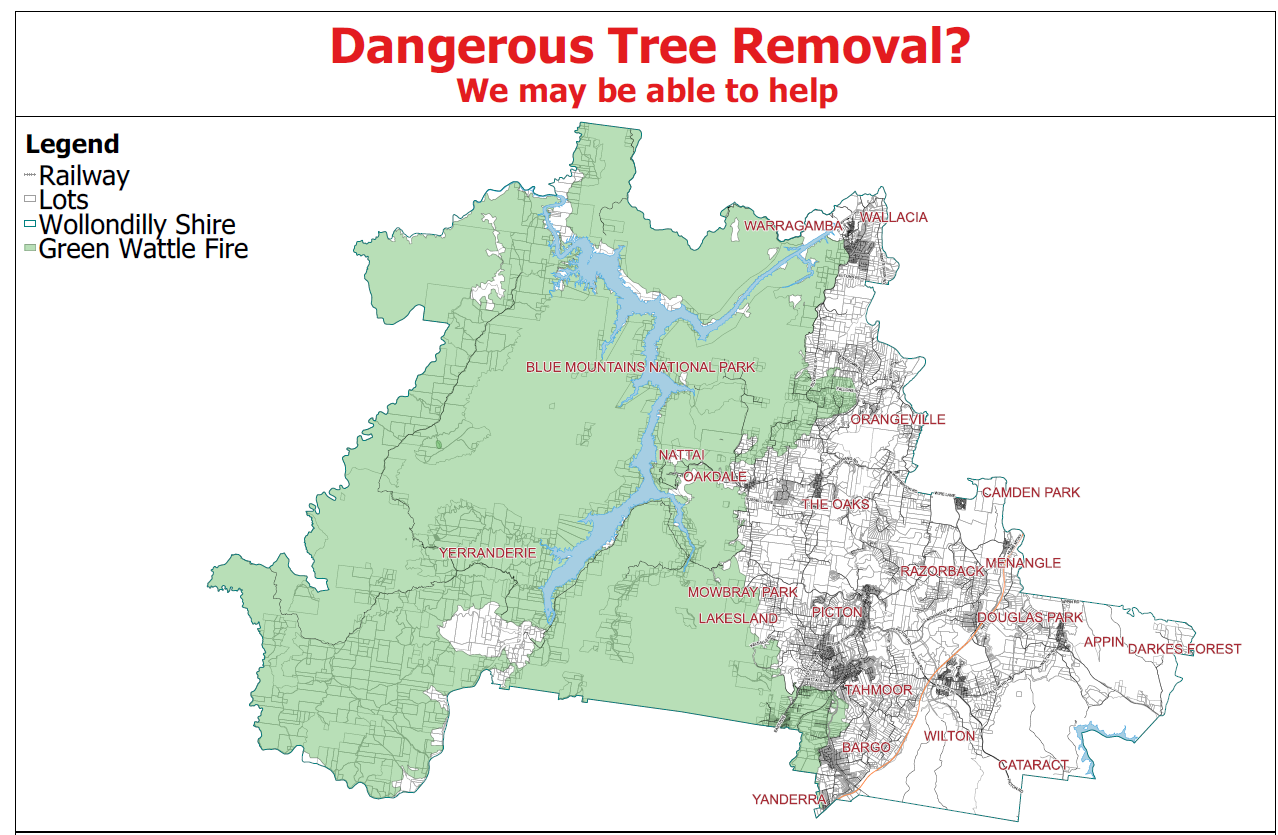 Dangerous Tree Removal?
We may be able to help
Legend
Railway
Lots
Wollondilly Shire
Green Wattle Fire
WALLACIA
WARRAGAMBA
BLUE MOUNTAINS NATIONAL PARK
ORANGEVILLE
NATTAI
OAKDALE
CAMDEN PARK
THE OAKS
YERRANDERIE
MENANGLE
RAZORBACK
MOWBRAY PARK
PICTON
LAKESLAND
DOUGLAS PARK
APPIN
DARKES FOREST
TAHMOOR
WILTON
BARGO
CATARACT
YANDERRA